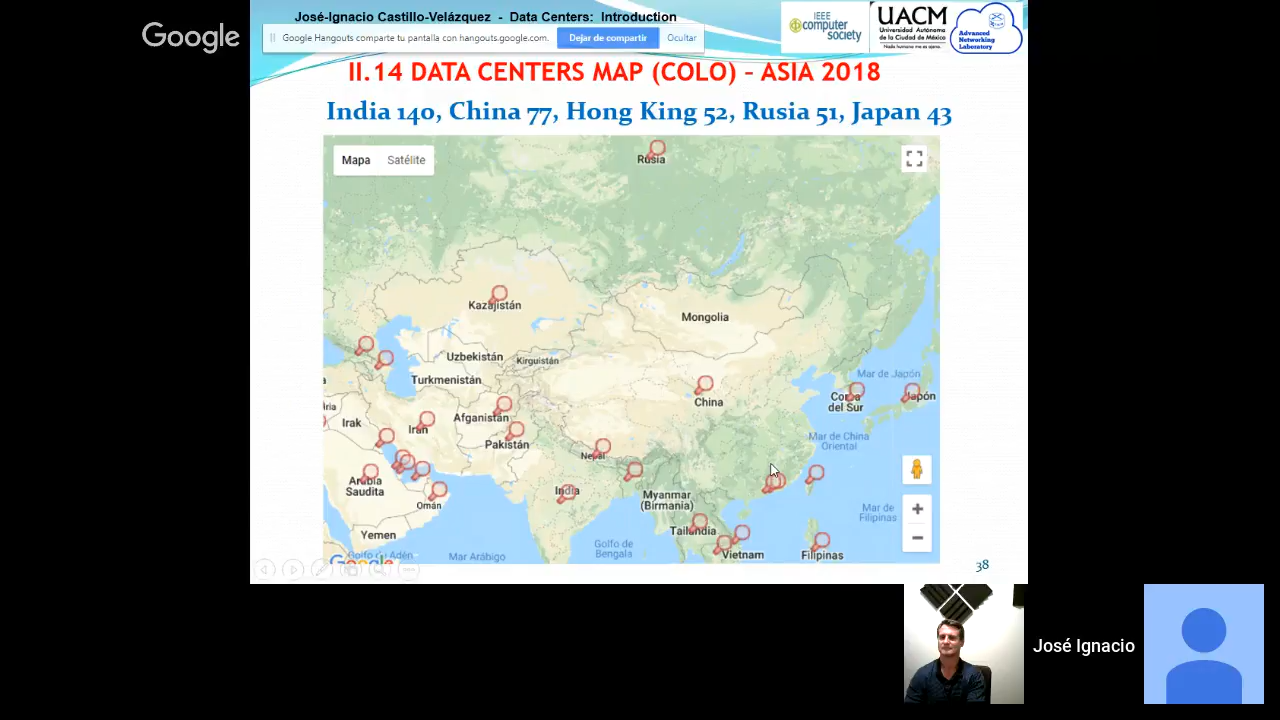 Google
José-Ignacio Castillo-Velázquez - Data Centers: Introduction
Google Hangouts comparte tu pantalla con hangouts.google.com.
Dejar de compartir
Ocultar
IEEE
computer
society
UACM
Universidad Autónoma
de la Ciudad de México
Nada humano me es ajeno
Advanced
Networking
Laboratory
II.14 DATA CENTERS MAP (COLO) – ASIA 2018
India 140, China 77, Hong King 52, Rusia 51, Japan 43
Mapa
Satélite
Rusia
Kazajistán
Mongolia
Uzbekistán
Kirguistán
Turkmenistán
Mar de Japón
China
Corea
del Sur
Japón
Afganistán
Irak
Irán
Pakistán
Mar de China
Oriental
Nepal
Arabia
Saudita
India
Omán
Myanmar
(Birmania)
Mar de
Filipinas
Yemen
Tailandia
Golfo de
Bengala
Golfo de Adén
Mar Arábigo
Vietnam
Filipinas
Google
38
José Ignacio